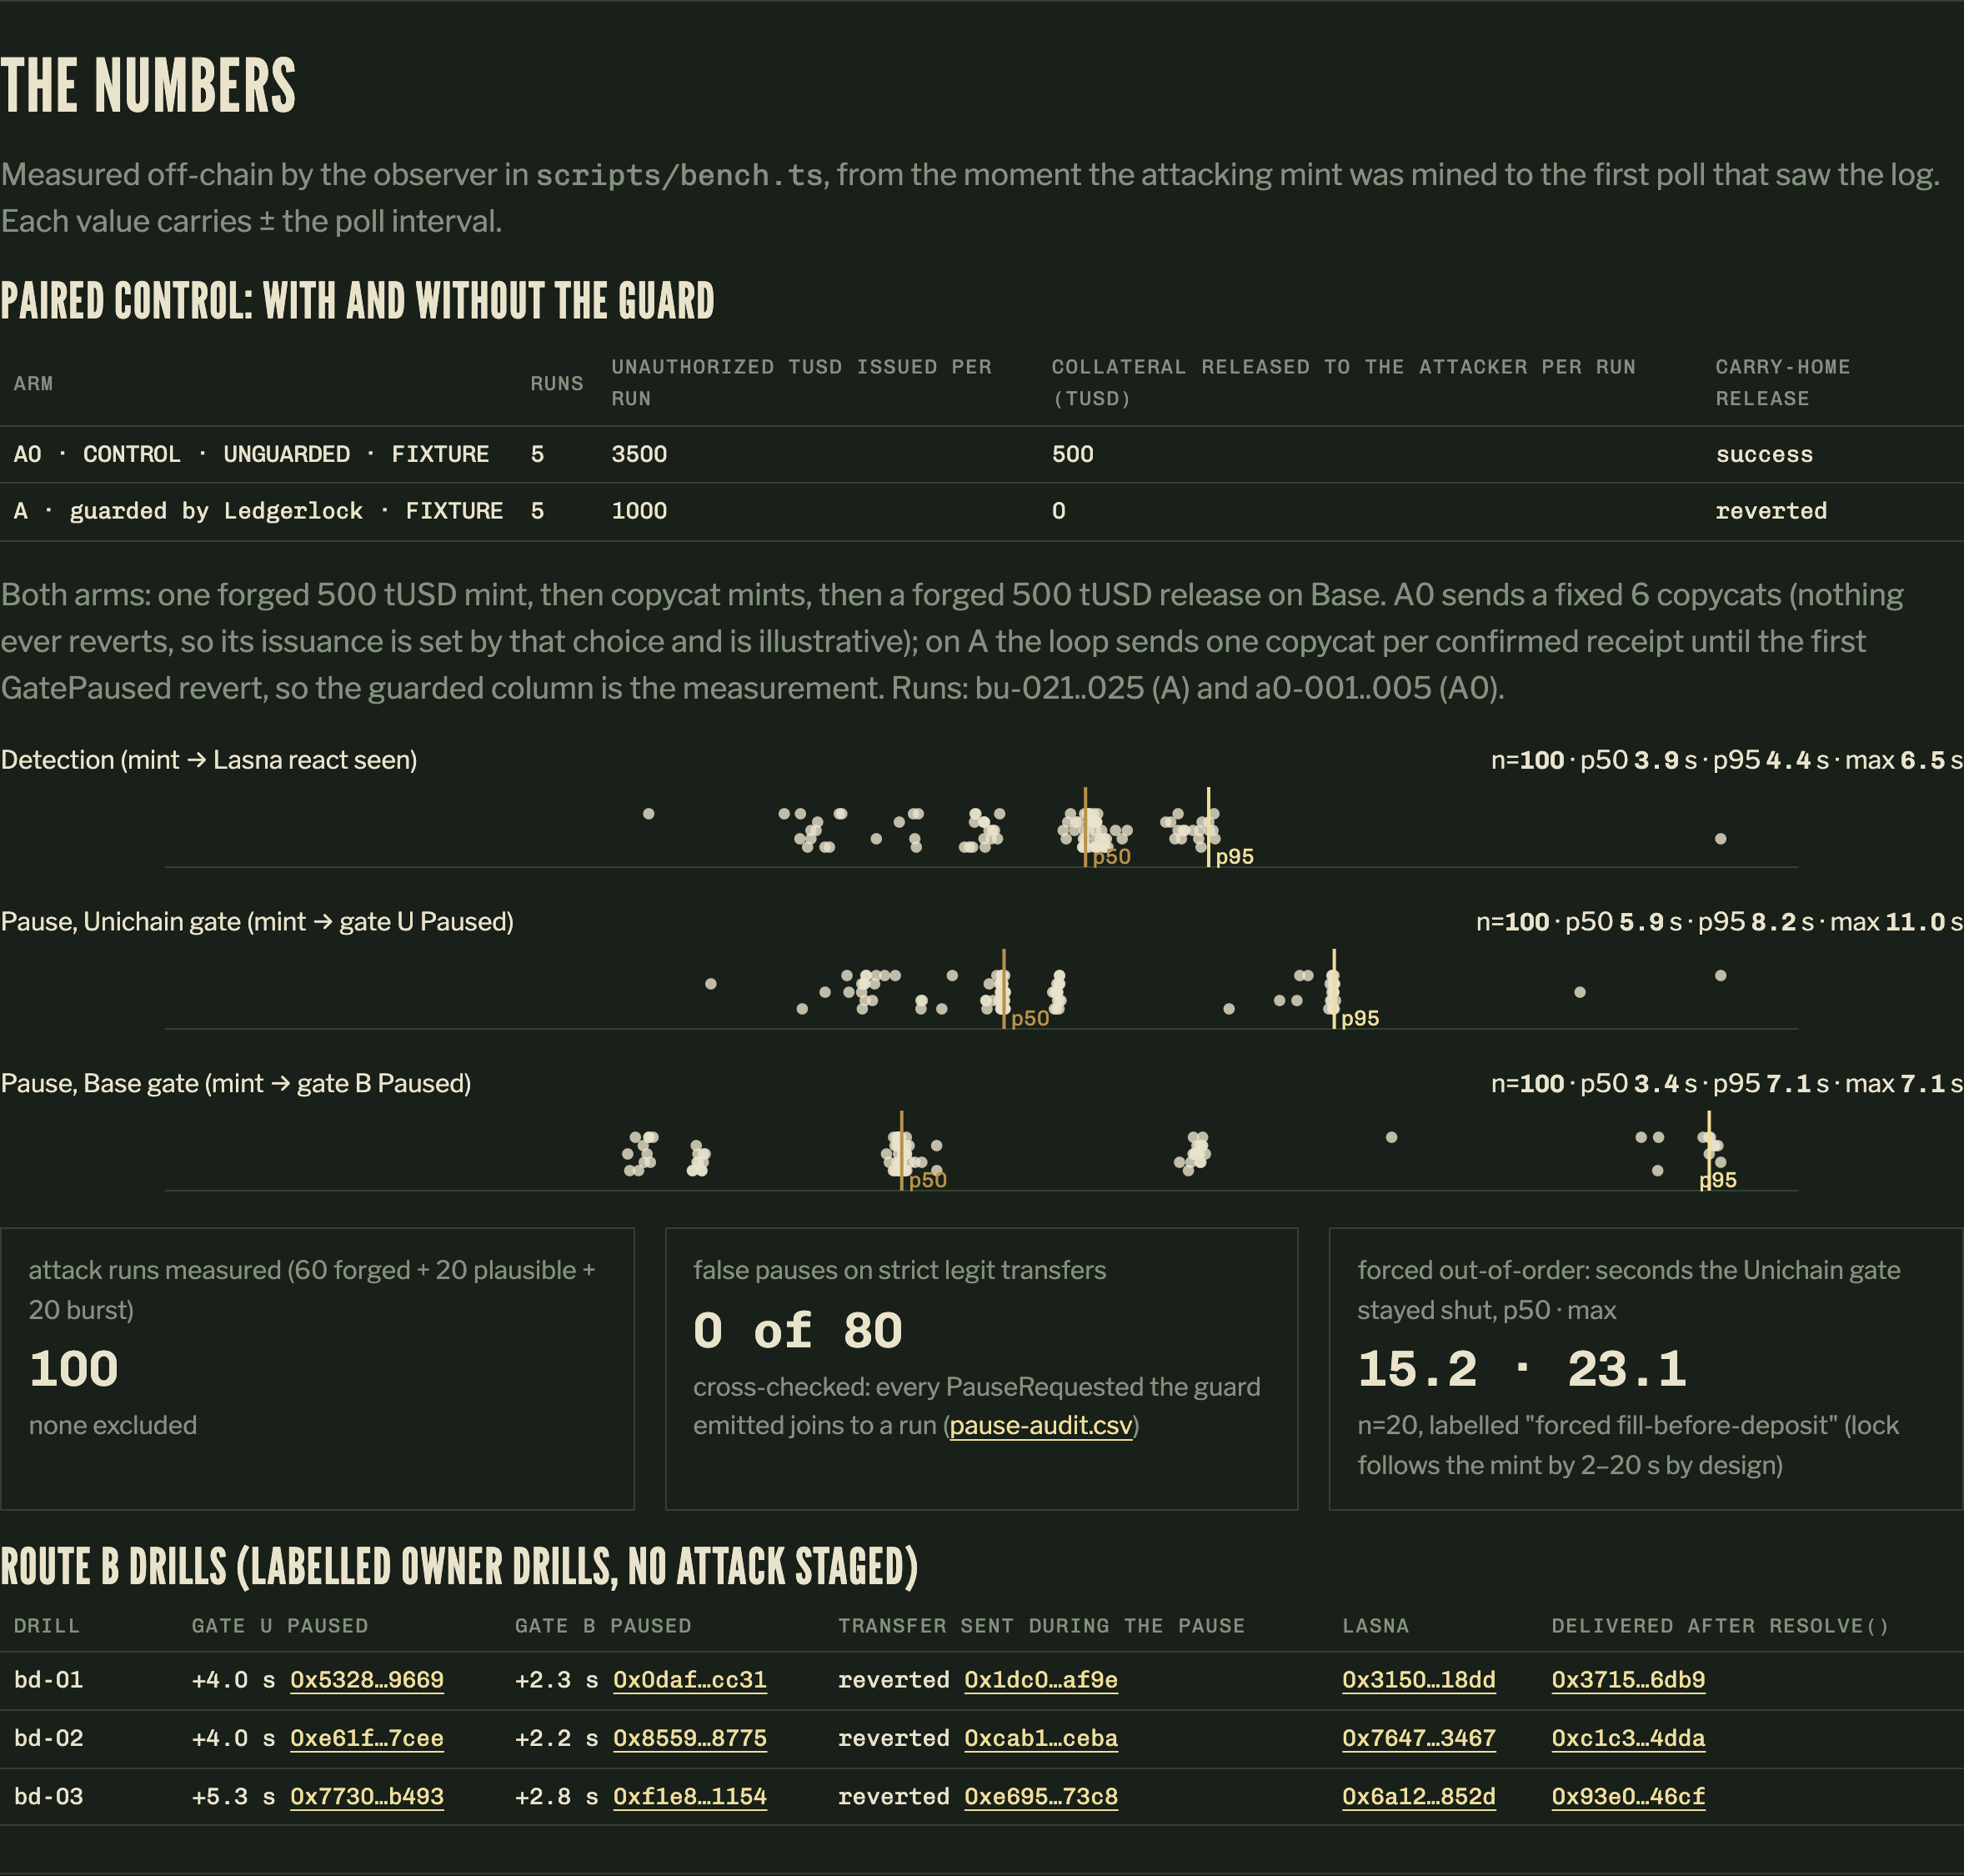 THE NUMBERS
Measured off-chain by the observer in scripts/bench.ts, from the moment the attacking mint was mined to the first poll that saw the log.
Each value carries ± the poll interval.
PAIRED CONTROL: WITH AND WITHOUT THE GUARD
ARM RUNS UNAUTHORIZED TUSD ISSUED PER RUN COLLATERAL RELEASED TO THE ATTACKER PER RUN (TUSD) CARRY-HOME RELEASE
A0 · CONTROL · UNGUARDED · FIXTURE 5 3500 500 success
A · guarded by Ledgerlock · FIXTURE 5 1000 0 reverted
Both arms: one forged 500 tUSD mint, then copycat mints, then a forged 500 tUSD release on Base. A0 sends a fixed 6 copycats (nothing
ever reverts, so its issuance is set by that choice and is illustrative); on A the loop sends one copycat per confirmed receipt until the first
GatePaused revert, so the guarded column is the measurement. Runs: bu-021..025 (A) and a0-001..005 (A0).
Detection (mint → Lasna react seen) n=100 · p50 3.9 s · p95 4.4 s · max 6.5 s
p50 p95
Pause, Unichain gate (mint → gate U Paused) n=100 · p50 5.9 s · p95 8.2 s · max 11.0 s
p50 p95
Pause, Base gate (mint → gate B Paused) n=100 · p50 3.4 s · p95 7.1 s · max 7.1 s
p50 p95
attack runs measured (60 forged + 20 plausible +
20 burst)
100
none excluded
false pauses on strict legit transfers
0 of 80
cross-checked: every PauseRequested the guard
emitted joins to a run (pause-audit.csv)
forced out-of-order: seconds the Unichain gate
stayed shut, p50 · max
15.2 · 23.1
n=20, labelled "forced fill-before-deposit" (lock
follows the mint by 2–20 s by design)
ROUTE B DRILLS (LABELLED OWNER DRILLS, NO ATTACK STAGED)
DRILL GATE U PAUSED GATE B PAUSED TRANSFER SENT DURING THE PAUSE LASNA DELIVERED AFTER RESOLVE()
bd-01 +4.0 s 0x5328…9669 +2.3 s 0x0daf…cc31 reverted 0x1dc0…af9e 0x3150…18dd 0x3715…6db9
bd-02 +4.0 s 0xe61f…7cee +2.2 s 0x8559…8775 reverted 0xcab1…ceba 0x7647…3467 0xc1c3…4dda
bd-03 +5.3 s 0x7730…b493 +2.8 s 0xf1e8…1154 reverted 0xe695…73c8 0x6a12…852d 0x93e0…46cf